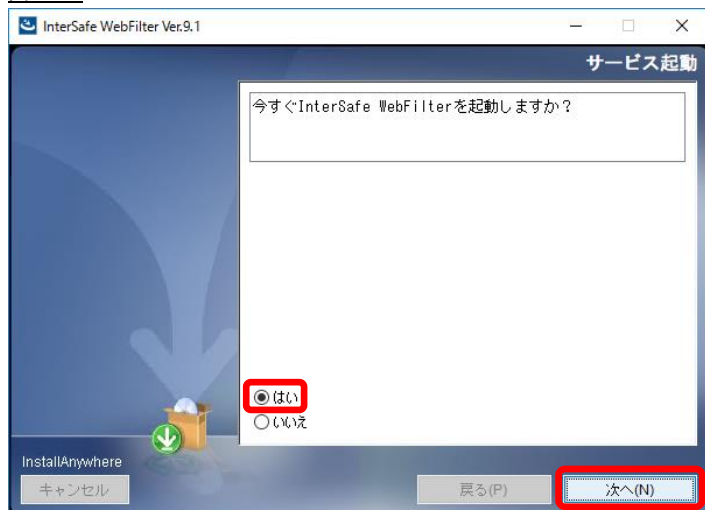 InterSafe WebFilter Ver.9.1
サービス起動
今すぐInterSafe WebFilterを起動しますか？
はい
いいえ
InstallAnywhere
キャンセル
戻る(P)
次へ(N)